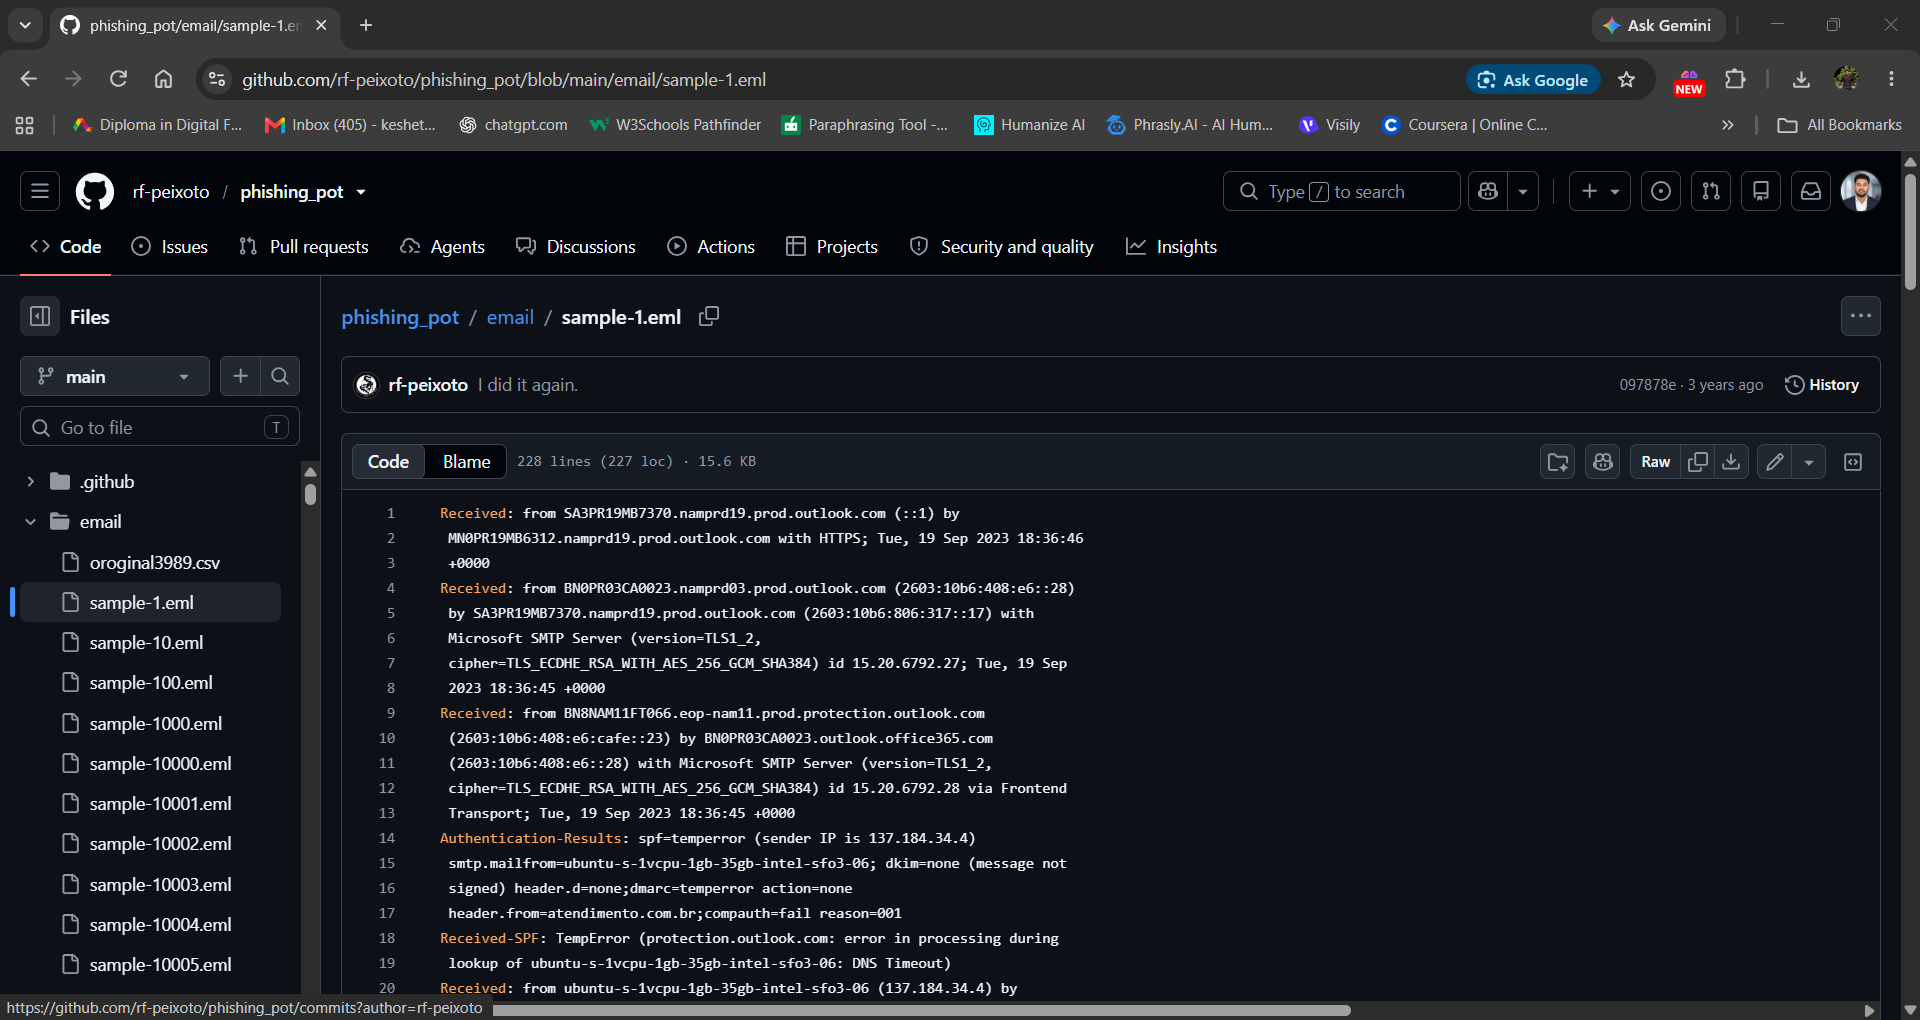 phishing_pot/email/sample-1.er
Ask Gemini
github.com/rf-peixoto/phishing_pot/blob/main/email/sample-1.eml
Ask Google
NEW
Diploma in Digital F...
Inbox (405) - keshet...
chatgpt.com
W3Schools Pathfinder
Paraphrasing Tool -...
Humanize AI
Phrasly.AI - AI Hum...
Visily
Coursera | Online C...
All Bookmarks
rf-peixoto / phishing_pot
Type / to search
Code
Issues
Pull requests
Agents
Discussions
Actions
Projects
Security and quality
Insights
Files
main
Go to file
T
.github
email
oroginal3989.csv
sample-1.eml
sample-10.eml
sample-100.eml
sample-1000.eml
sample-10000.eml
sample-10001.eml
sample-10002.eml
sample-10003.eml
sample-10004.eml
sample-10005.eml
phishing_pot / email / sample-1.eml
rf-peixoto I did it again.
097878e · 3 years ago
History
Code
Blame
228 lines (227 loc) · 15.6 KB
Raw
1 Received: from SA3PR19MB7370.namprd19.prod.outlook.com (::1) by
2 MN0PR19MB6312.namprd19.prod.outlook.com with HTTPS; Tue, 19 Sep 2023 18:36:46
3 +0000
4 Received: from BN0PR03CA0023.namprd03.prod.outlook.com (2603:10b6:408:e6::28)
5 by SA3PR19MB7370.namprd19.prod.outlook.com (2603:10b6:806:317::17) with
6 Microsoft SMTP Server (version=TLS1_2,
7 cipher=TLS_ECDHE_RSA_WITH_AES_256_GCM_SHA384) id 15.20.6792.27; Tue, 19 Sep
8 2023 18:36:45 +0000
9 Received: from BN8NAM11FT066.eop-nam11.prod.protection.outlook.com
10 (2603:10b6:408:e6:cafe::23) by BN0PR03CA0023.outlook.office365.com
11 (2603:10b6:408:e6::28) with Microsoft SMTP Server (version=TLS1_2,
12 cipher=TLS_ECDHE_RSA_WITH_AES_256_GCM_SHA384) id 15.20.6792.28 via Frontend
13 Transport; Tue, 19 Sep 2023 18:36:45 +0000
14 Authentication-Results: spf=temperror (sender IP is 137.184.34.4)
15 smtp.mailfrom=ubuntu-s-1vcpu-1gb-35gb-intel-sfo3-06; dkim=none (message not
16 signed) header.d=none;dmarc=temperror action=none
17 header.from=atendimento.com.br;compauth=fail reason=001
18 Received-SPF: TempError (protection.outlook.com: error in processing during
19 lookup of ubuntu-s-1vcpu-1gb-35gb-intel-sfo3-06: DNS Timeout)
20 Received: from ubuntu-s-1vcpu-1gb-35gb-intel-sfo3-06 (137.184.34.4) by
https://github.com/rf-peixoto/phishing_pot/commits?author=rf-peixoto